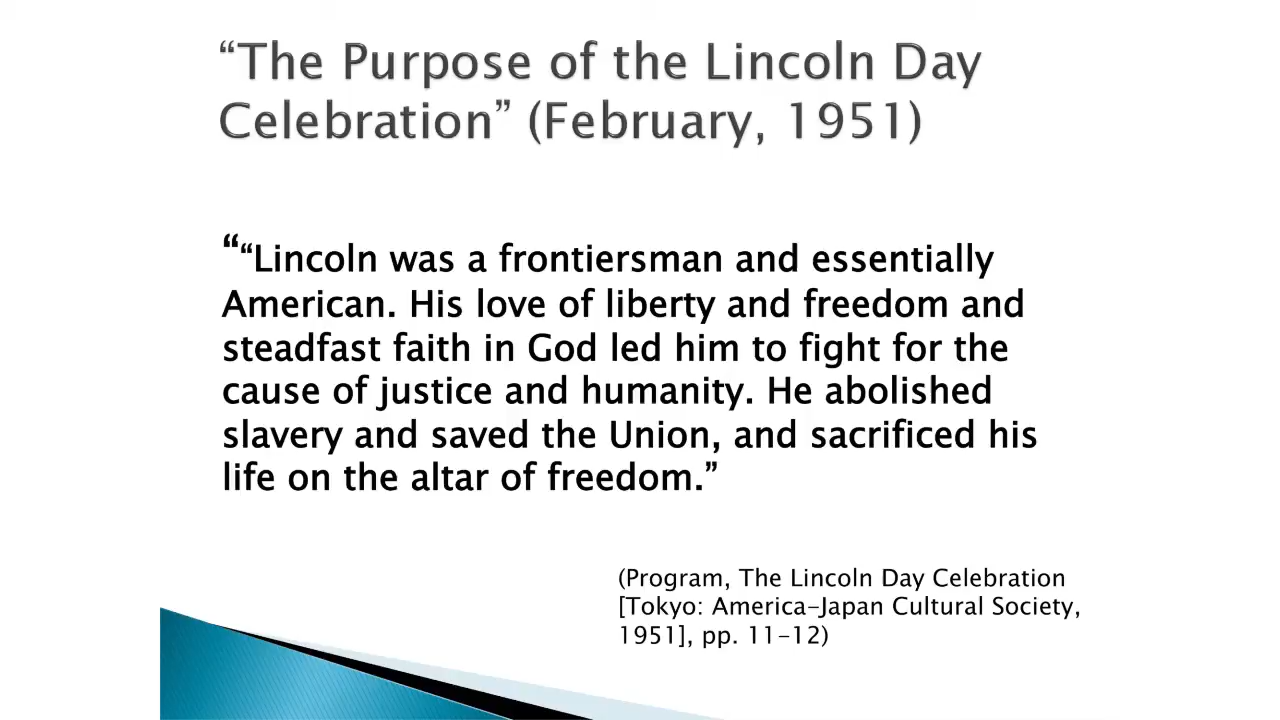 “The Purpose of the Lincoln Day
Celebration” (February, 1951)
““Lincoln was a frontiersman and essentially
American. His love of liberty and freedom and
steadfast faith in God led him to fight for the
cause of justice and humanity. He abolished
slavery and saved the Union, and sacrificed his
life on the altar of freedom.”
(Program, The Lincoln Day Celebration
[Tokyo: America-Japan Cultural Society,
1951], pp. 11-12)